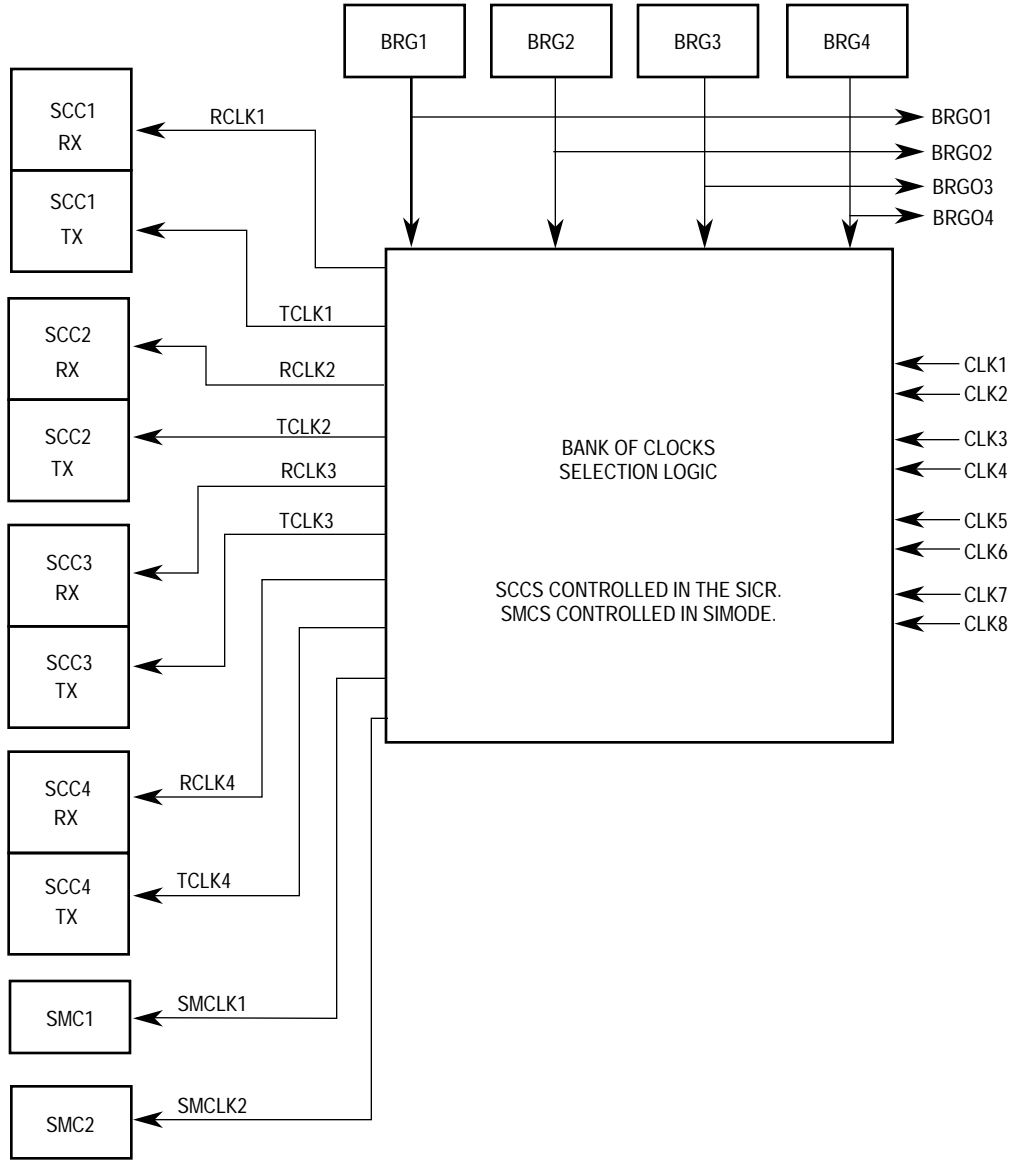 BRG1
BRG2
BRG3
BRG4
SCC1
RX
RCLK1
BRGO1
BRGO2
BRGO3
BRGO4
SCC1
TX
TCLK1
SCC2
RX
RCLK2
SCC2
TX
TCLK2
RCLK3
TCLK3
SCC3
RX
SCC3
TX
BANK OF CLOCKS
SELECTION LOGIC
SCCS CONTROLLED IN THE SICR.
SMCS CONTROLLED IN SIMODE.
CLK1
CLK2
CLK3
CLK4
CLK5
CLK6
CLK7
CLK8
SCC4
RX
RCLK4
SCC4
TX
TCLK4
SMC1
SMCLK1
SMC2
SMCLK2